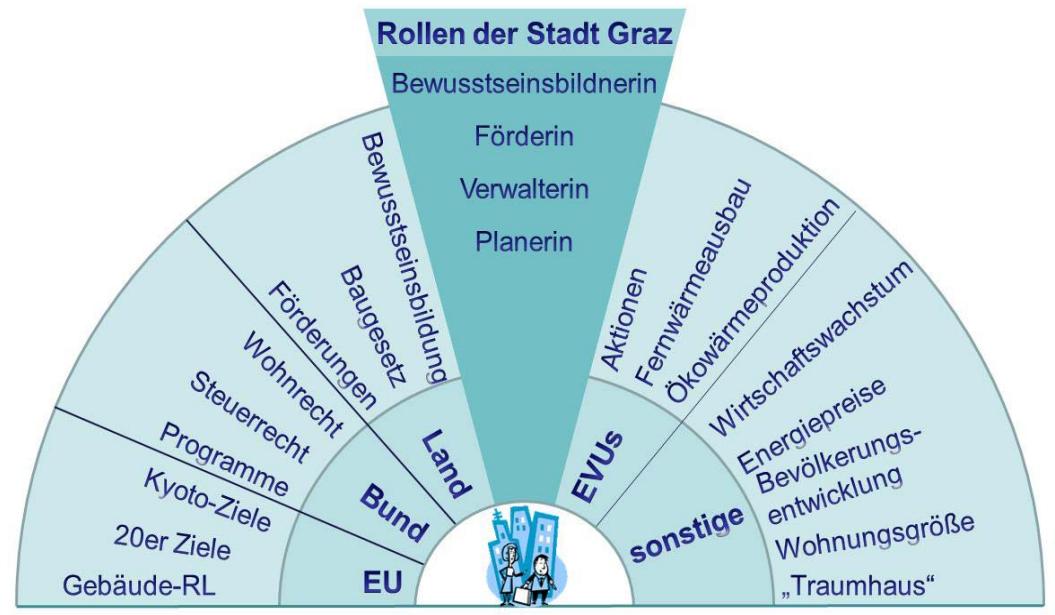 Rollen der Stadt Graz
Bewusstseinsbildnerin
Förderin
Verwalterin
Planerin
EU
Gebäude-RL
20er Ziele
Kyoto-Ziele
Bund
Programme
Steuerrecht
Wohnrecht
Land
Förderungen
Baugesetz
Bewusstseinsbildung
EVUs
Aktionen
Fernwärmeausbau
Ökowärmeproduktion
sonstige
Wirtschaftswachstum
Energiepreise
Bevölkerungs-
entwicklung
Wohnungsgröße
„Traumhaus“